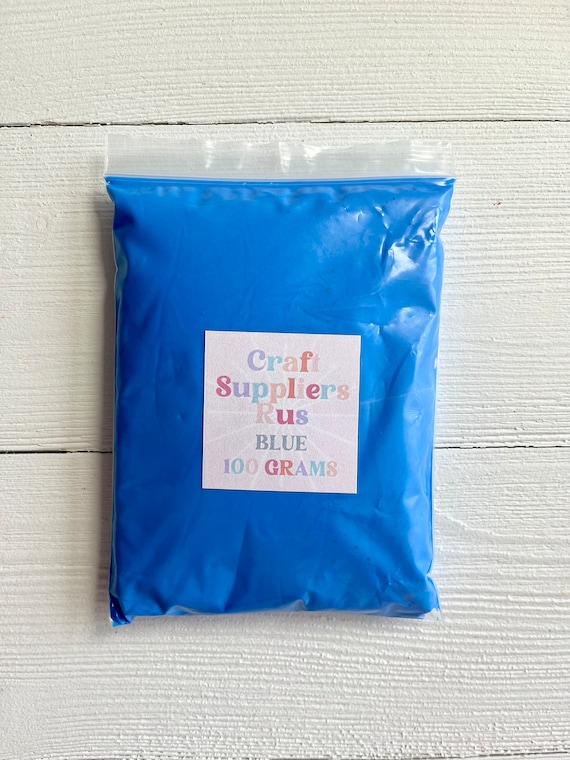 Craft
Suppliers
Rus
BLUE
100 GRAMS